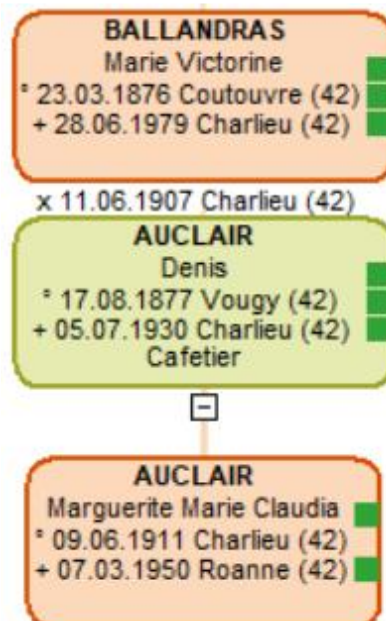 BALLANDRAS
Marie Victorine
° 23.03.1876 Coutouvre (42)
+ 28.06.1979 Charlieu (42)
x 11.06.1907 Charlieu (42)
AUCLAIR
Denis
° 17.08.1877 Vougy (42)
+ 05.07.1930 Charlieu (42)
Cafetier
AUCLAIR
Marguerite Marie Claudia
° 09.06.1911 Charlieu (42)
+ 07.03.1950 Roanne (42)